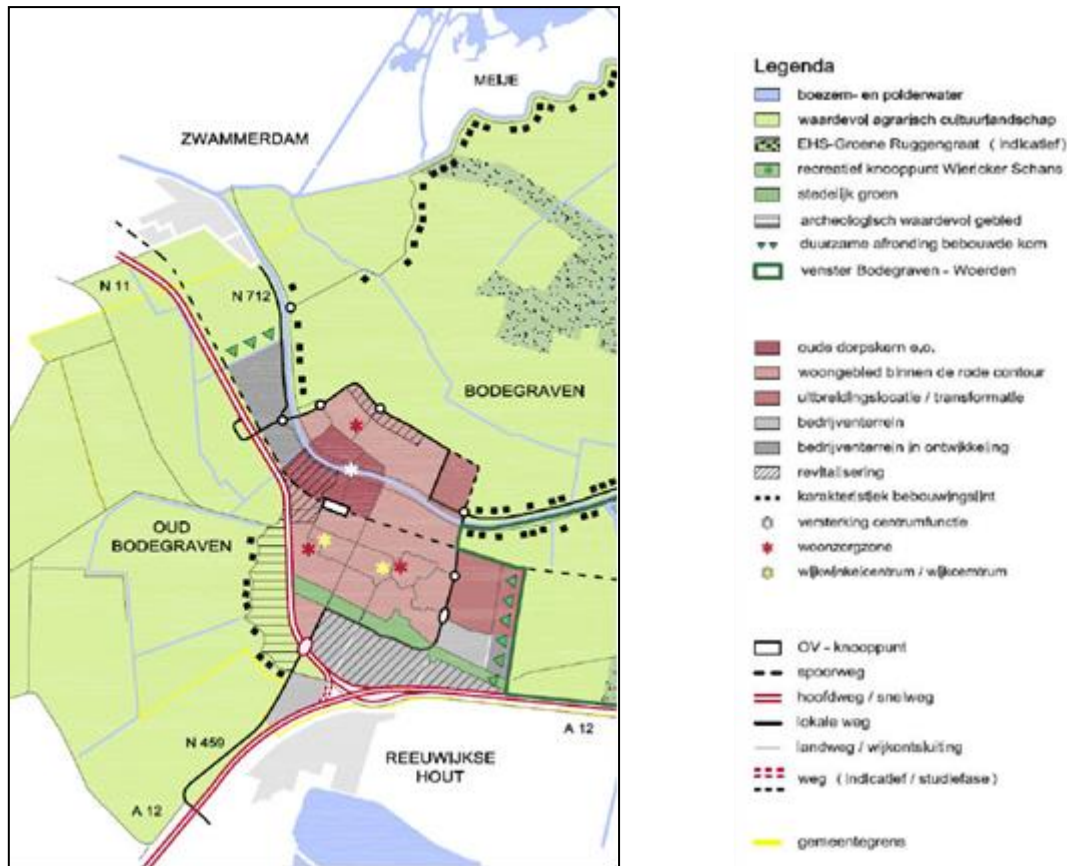 MEIJE
ZWAMMERDAM
N 11
N 712
BODEGRAVEN
OUD
BODEGRAVEN
N 459
REEUWIJKSE
HOUT
A 12
A 12
Legenda
boezem- en polderwater
waardevol agrarisch cultuurlandschap
EHS-Groene Ruggengraat ( indicatief )
recreatief knooppunt Wiericker Schans
stedelijk groen
archeologisch waardevol gebied
duurzame afronding bebouwde kom
venster Bodegraven - Woerden
oude dorpskern e.o.
woongebied binnen de rode contour
uitbreidingslocatie / transformatie
bedrijventerrein
bedrijventerrein in ontwikkeling
revitalisering
karakteristiek bebouwingslint
versterking centrumfunctie
woonzorgzone
wijkwinkelcentrum / wijkcentrum
OV - knooppunt
spoorweg
hoofdweg / snelweg
lokale weg
landweg / wijkontsluiting
weg ( indicatief / studiefase )
gemeentegrens